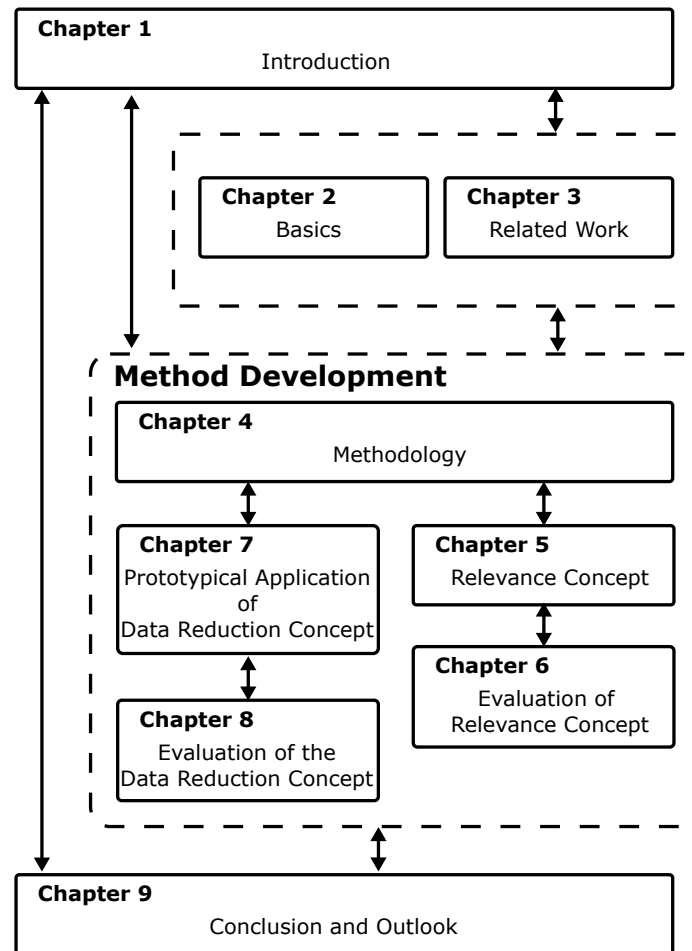 Chapter 1
Introduction
Chapter 2
Basics
Chapter 3
Related Work
Method Development
Chapter 4
Methodology
Chapter 7
Prototypical Application
of
Data Reduction Concept
Chapter 5
Relevance Concept
Chapter 6
Evaluation of
Relevance Concept
Chapter 8
Evaluation of the
Data Reduction Concept
Chapter 9
Conclusion and Outlook